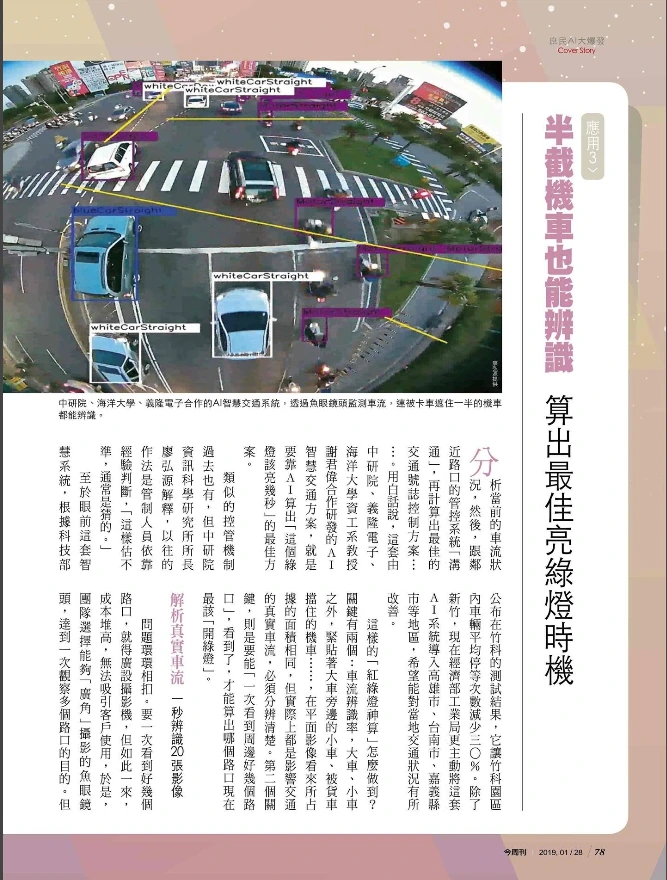 庶民AI大爆發
Cover Story
應用3〉
半截機車也能辨識
算出最佳亮綠燈時機
whiteCarStraight
whiteCarStraight
whiteCarStraight
BlueCarStraight
whiteCarStraight
whiteCarStraight
中研院、海洋大學、義隆電子合作的AI智慧交通系統，透過魚眼鏡頭監測車流，連被卡車遮住一半的機車
都能辨識。
分析當前的車流狀
況，然後，跟鄰
近路口的管控系統「溝
通」，再計算出最佳的
交通號誌控制方案…
…。用白話說，這套由
中研院、義隆電子、
海洋大學資工系教授
謝君偉合作研發的AI
智慧交通方案，就是
要靠AI算出「這個綠
燈該亮幾秒」的最佳方
案。
類似的控管機制
過去也有，但中研院
資訊科學研究所所長
廖弘源解釋，以往的
作法是管制人員依靠
經驗判斷，「這樣估不
準，通常是猜的。」
至於眼前這套智
慧系統，根據科技部
公布在竹科的測試結果，它讓竹科園區
內車輛平均停等次數減少三○%。除了
新竹，現在經濟部工業局更主動將這套
AI系統導入高雄市、台南市、嘉義縣
市等地區，希望能對當地交通狀況有所
改善。
這樣的「紅綠燈神算」怎麼做到？
關鍵有兩個：車流辨識率，大車、小車
之外，緊貼著大車旁邊的小車、被貨車
擋住的機車……，在平面影像看來所占
據的面積相同，但實際上都是影響交通
的真實車流，必須分辨清楚。第二個關
鍵，則是要能「一次看到周邊好幾個路
口」，看到了，才能算出哪個路口現在
最該「開綠燈」。
解析真實車流　一秒辨識20張影像
問題環環相扣。要一次看到好幾個
路口，就得廣設攝影機，但如此一來，
成本堆高，無法吸引客戶使用，於是，
團隊選擇能夠「廣角」攝影的魚眼鏡
頭，達到一次觀察多個路口的目的。但
今周刊 2019. 01 / 28 / 78